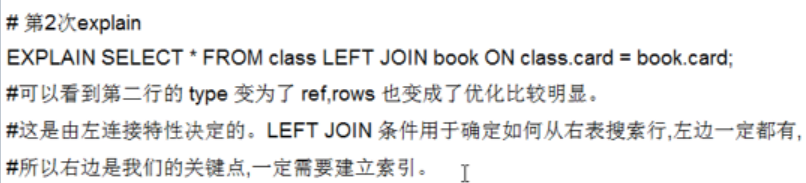 # 第2次explain
EXPLAIN SELECT * FROM class LEFT JOIN book ON class.card = book.card;
#可以看到第二行的 type 变为了 ref,rows 也变成了优化比较明显。
#这是由左连接特性决定的。LEFT JOIN 条件用于确定如何从右表搜索行,左边一定都有,
#所以右边是我们的关键点,一定需要建立索引。